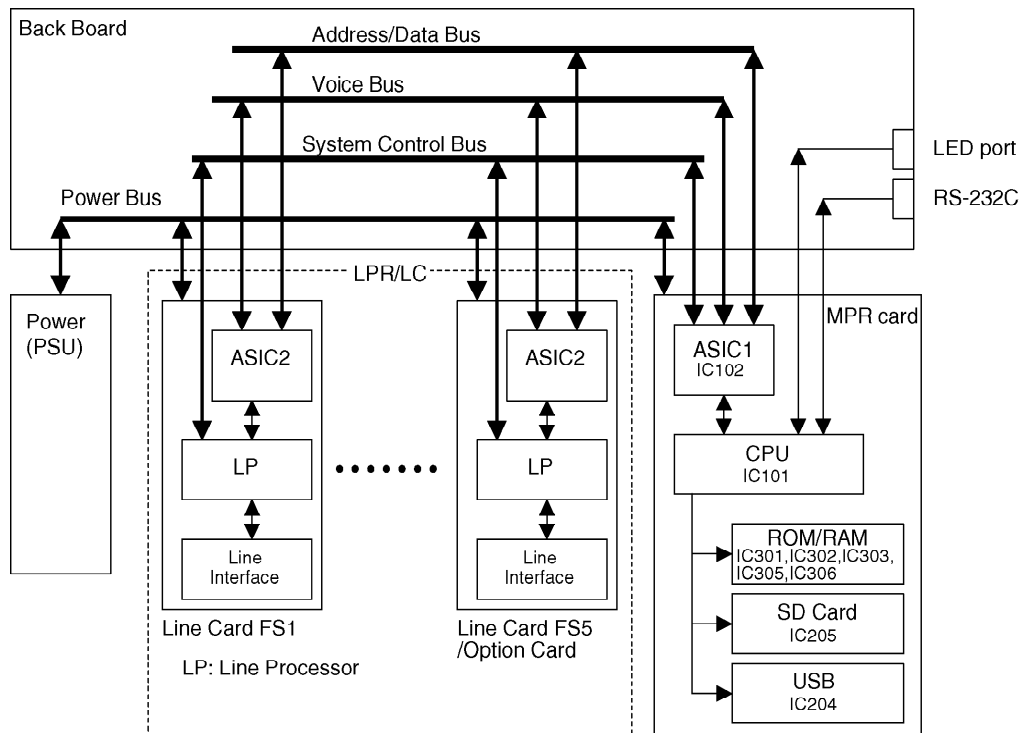 Back Board
Address/Data Bus
Voice Bus
System Control Bus
Power Bus
LED port
RS-232C
LPR/LC
Power
(PSU)
ASIC2
LP
Line
Interface
Line Card FS1
LP: Line Processor
ASIC2
LP
Line
Interface
Line Card FS5
/Option Card
MPR card
ASIC1
IC102
CPU
IC101
ROM/RAM
IC301,IC302,IC303,
IC305,IC306
SD Card
IC205
USB
IC204